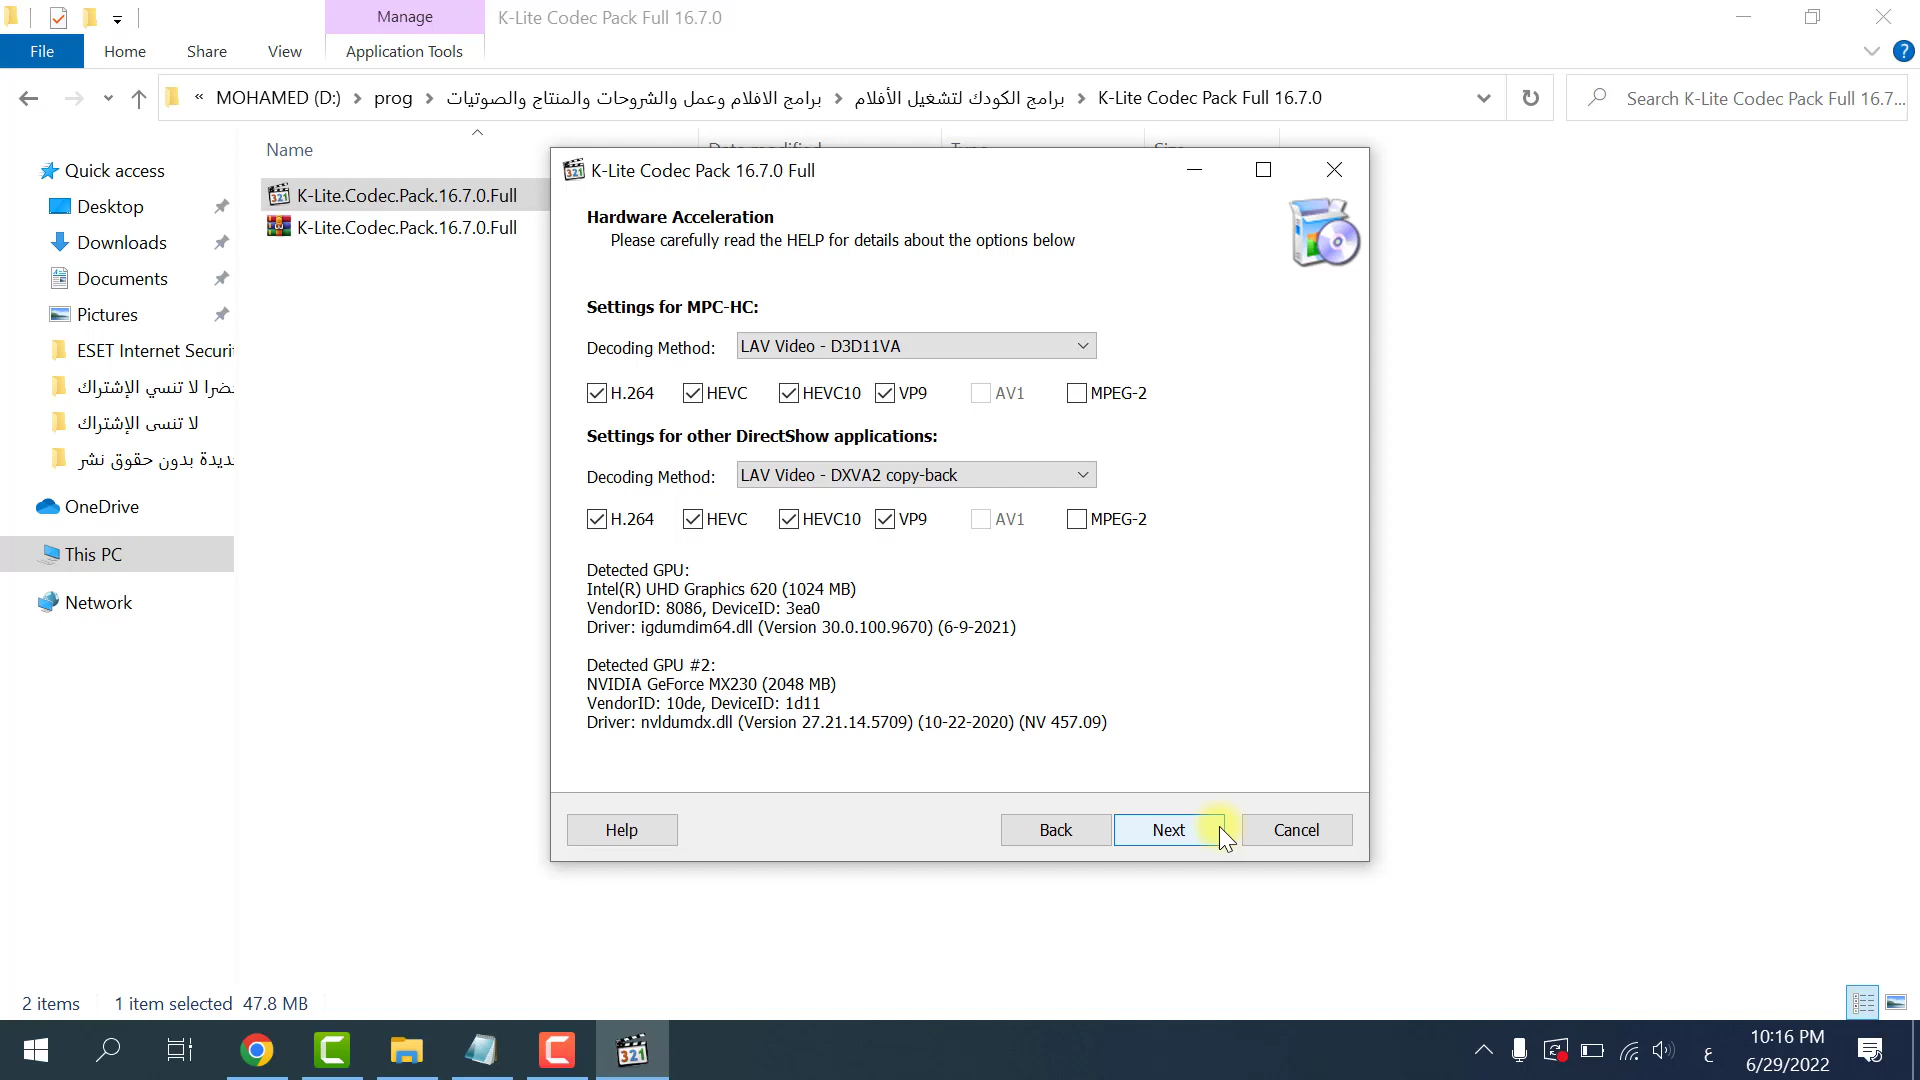 Manage
K-Lite Codec Pack Full 16.7.0
File
Home
Share
View
Application Tools
« MOHAMED (D:) > prog > برامج الافلام وعمل والشروحات والمنتاج والصوتيات > برامج الكودك لتشغيل الأفلام > K-Lite Codec Pack Full 16.7.0
Search K-Lite Codec Pack Full 16.7...
Name
Quick access
Desktop
Downloads
Documents
Pictures
ESET Internet Securit
لا تنسي الإشتراك
لا تنسى الإشتراك
بدون حقوق نشر
OneDrive
This PC
Network
K-Lite.Codec.Pack.16.7.0.Full
K-Lite.Codec.Pack.16.7.0.Full
K-Lite Codec Pack 16.7.0 Full
Hardware Acceleration
Please carefully read the HELP for details about the options below
Settings for MPC-HC:
Decoding Method: LAV Video - D3D11VA
H.264 HEVC HEVC10 VP9 AV1 MPEG-2
Settings for other DirectShow applications:
Decoding Method: LAV Video - DXVA2 copy-back
H.264 HEVC HEVC10 VP9 AV1 MPEG-2
Detected GPU:
Intel(R) UHD Graphics 620 (1024 MB)
VendorID: 8086, DeviceID: 3ea0
Driver: igdumdim64.dll (Version 30.0.100.9670) (6-9-2021)
Detected GPU #2:
NVIDIA GeForce MX230 (2048 MB)
VendorID: 10de, DeviceID: 1d11
Driver: nvldumdx.dll (Version 27.21.14.5709) (10-22-2020) (NV 457.09)
Help
Back
Next
Cancel
2 items
1 item selected 47.8 MB
321
ع
10:16 PM
6/29/2022